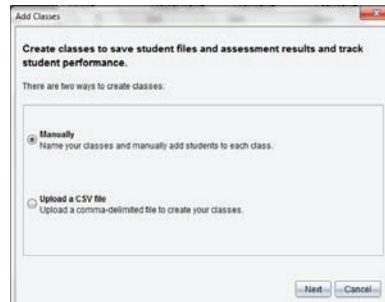 Add Classes
Create classes to save student files and assessment results and track
student performance.
There are two ways to create classes:
Manually
Name your classes and manually add students to each class.
Upload a CSV file
Upload a comma-delimited file to create your classes.
Next Cancel